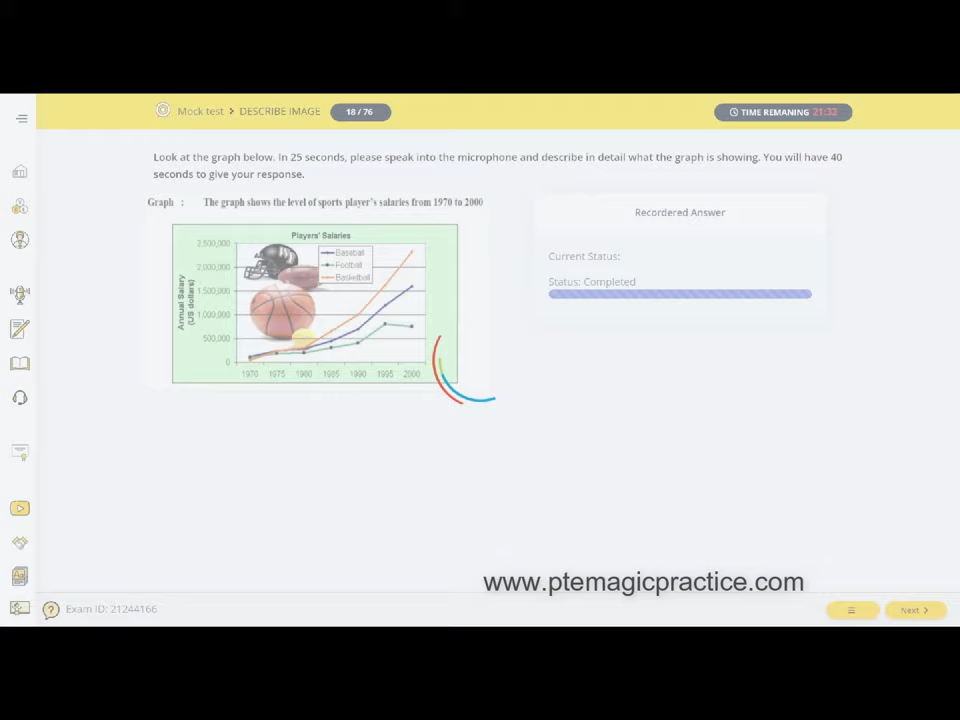 Mock test > DESCRIBE IMAGE 18 / 76 TIME REMANING 21:32
Look at the graph below. In 25 seconds, please speak into the microphone and describe in detail what the graph is showing. You will have 40
seconds to give your response.
Graph : The graph shows the level of sports player's salaries from 1970 to 2000
Recordered Answer
Players' Salaries
2,500,000
2,000,000
1,500,000
1,000,000
500,000
0
Annual Salary
(US dollars)
Baseball
Football
Basketball
1970 1975 1980 1985 1990 1995 2000
Current Status:
Status: Completed
www.ptemagicpractice.com
Exam ID: 21244166
Next >